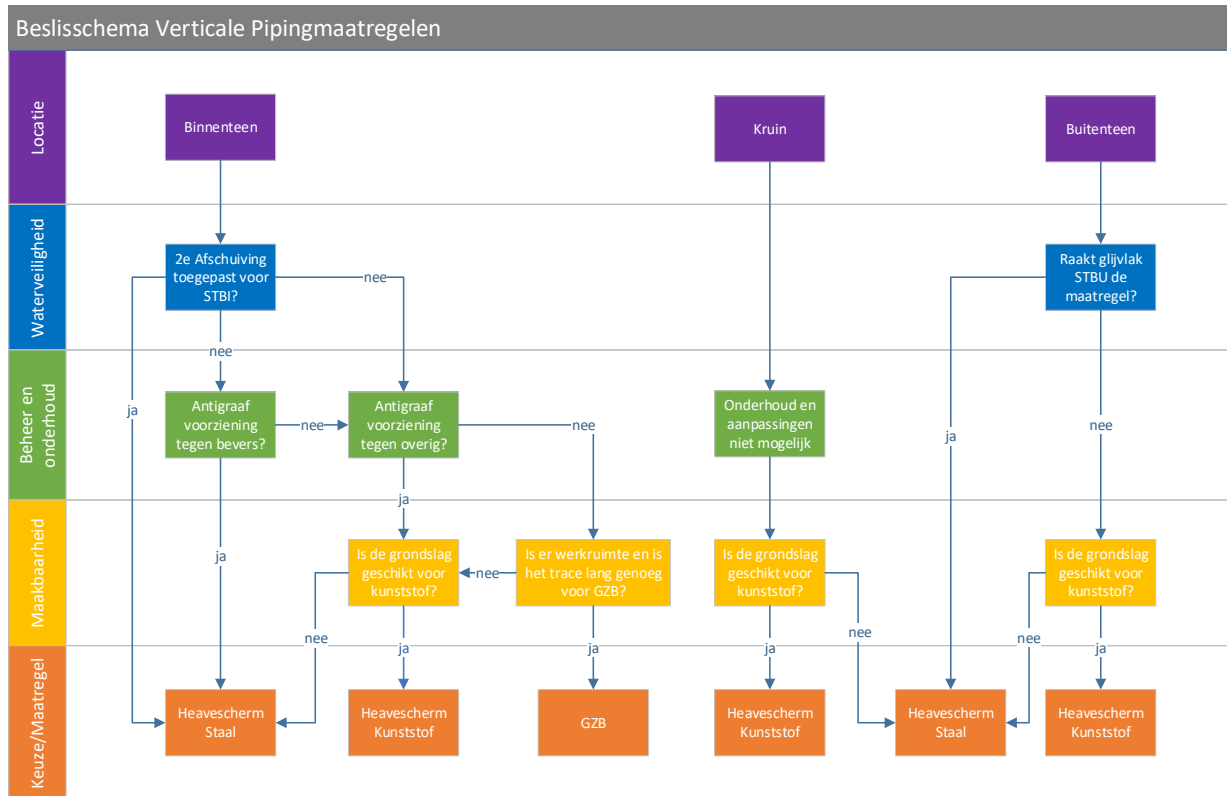 Beslisschema Verticale Pipingmaatregelen
Locatie
Binnenteen
Kruin
Buitenteen
Waterveiligheid
2e Afschuiving
toegepast voor
STBI?
nee
Raakt glijvlak
STBU de
maatregel?
nee
Beheer en
onderhoud
ja
Antigraaf
voorziening
tegen bevers?
nee
Antigraaf
voorziening
tegen overig?
nee
Onderhoud en
aanpassingen
niet mogelijk
ja
nee
ja
Makbaarheid
ja
Is de grondslag
geschikt voor
kunststof?
nee
Is er werkruimte en is
het trace lang genoeg
voor GZB?
Is de grondslag
geschikt voor
kunststof?
Is de grondslag
geschikt voor
kunststof?
nee
ja
ja
ja
nee
nee
ja
Keuze/Maatregel
Heavescherm
Staal
Heavescherm
Kunststof
GZB
Heavescherm
Kunststof
Heavescherm
Staal
Heavescherm
Kunststof